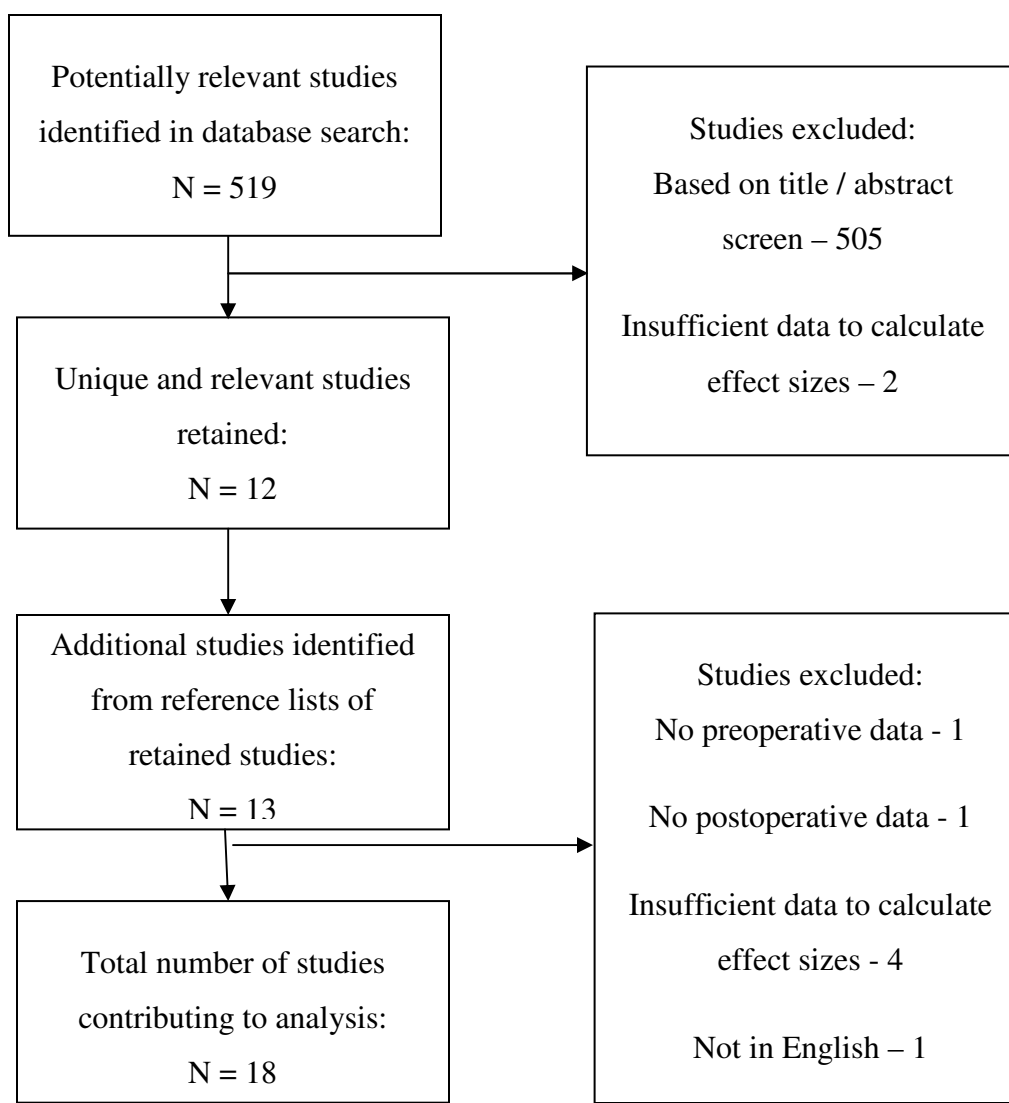 Potentially relevant studies
identified in database search:
N = 519
Studies excluded:
Based on title / abstract
screen – 505
Insufficient data to calculate
effect sizes – 2
Unique and relevant studies
retained:
N = 12
Additional studies identified
from reference lists of
retained studies:
N = 13
Studies excluded:
No preoperative data - 1
No postoperative data - 1
Insufficient data to calculate
effect sizes - 4
Not in English – 1
Total number of studies
contributing to analysis:
N = 18